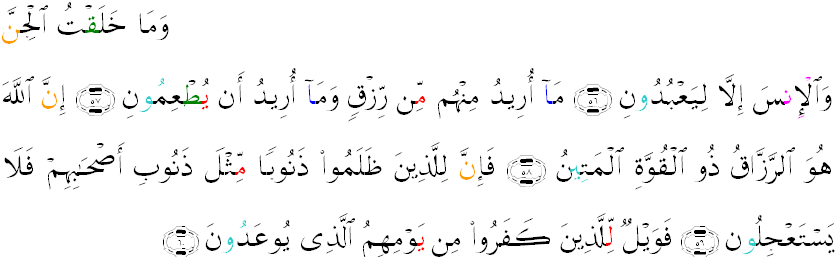 وَمَا خَلَقْتُ ٱلْجِنَّ
وَٱلْإِنسَ إِلَّا لِيَعْبُدُونِ ۝٥٦ مَآ أُرِيدُ مِنْهُم مِّن رِّزْقٍ وَمَآ أُرِيدُ أَن يُطْعِمُونِ ۝٥٧ إِنَّ ٱللَّهَ
هُوَ ٱلرَّزَّاقُ ذُو ٱلْقُوَّةِ ٱلْمَتِينُ ۝٥٨ فَإِنَّ لِلَّذِينَ ظَلَمُوا۟ ذَنُوبًا مِّثْلَ ذَنُوبِ أَصْحَٰبِهِمْ فَلَا
يَسْتَعْجِلُونِ ۝٥٩ فَوَيْلٌ لِّلَّذِينَ كَفَرُوا۟ مِن يَوْمِهِمُ ٱلَّذِى يُوعَدُونَ ۝٦٠